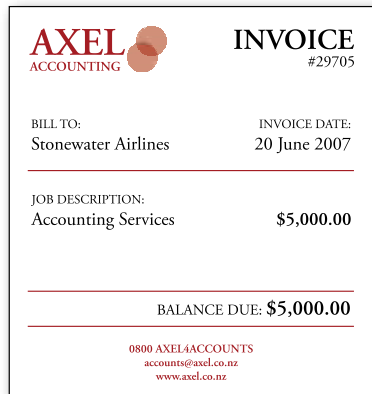 AXEL
ACCOUNTING
INVOICE
#29705
BILL TO:
Stonewater Airlines
INVOICE DATE:
20 June 2007
JOB DESCRIPTION:
Accounting Services
$5,000.00
BALANCE DUE: $5,000.00
0800 AXEL4ACCOUNTS
accounts@axel.co.nz
www.axel.co.nz